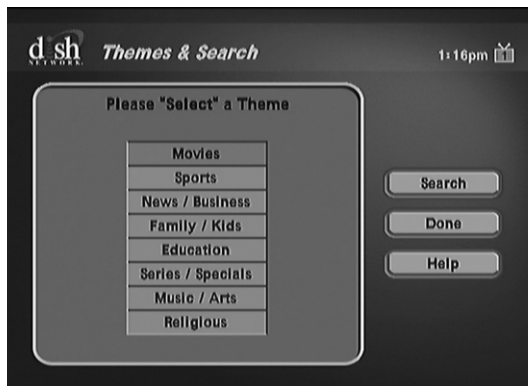 dish
NETWORK.
Themes & Search
1:16pm
1
Please "Select" a Theme
Movies
Sports
News / Business
Family / Kids
Education
Series / Specials
Music / Arts
Religious
Search
Done
Help